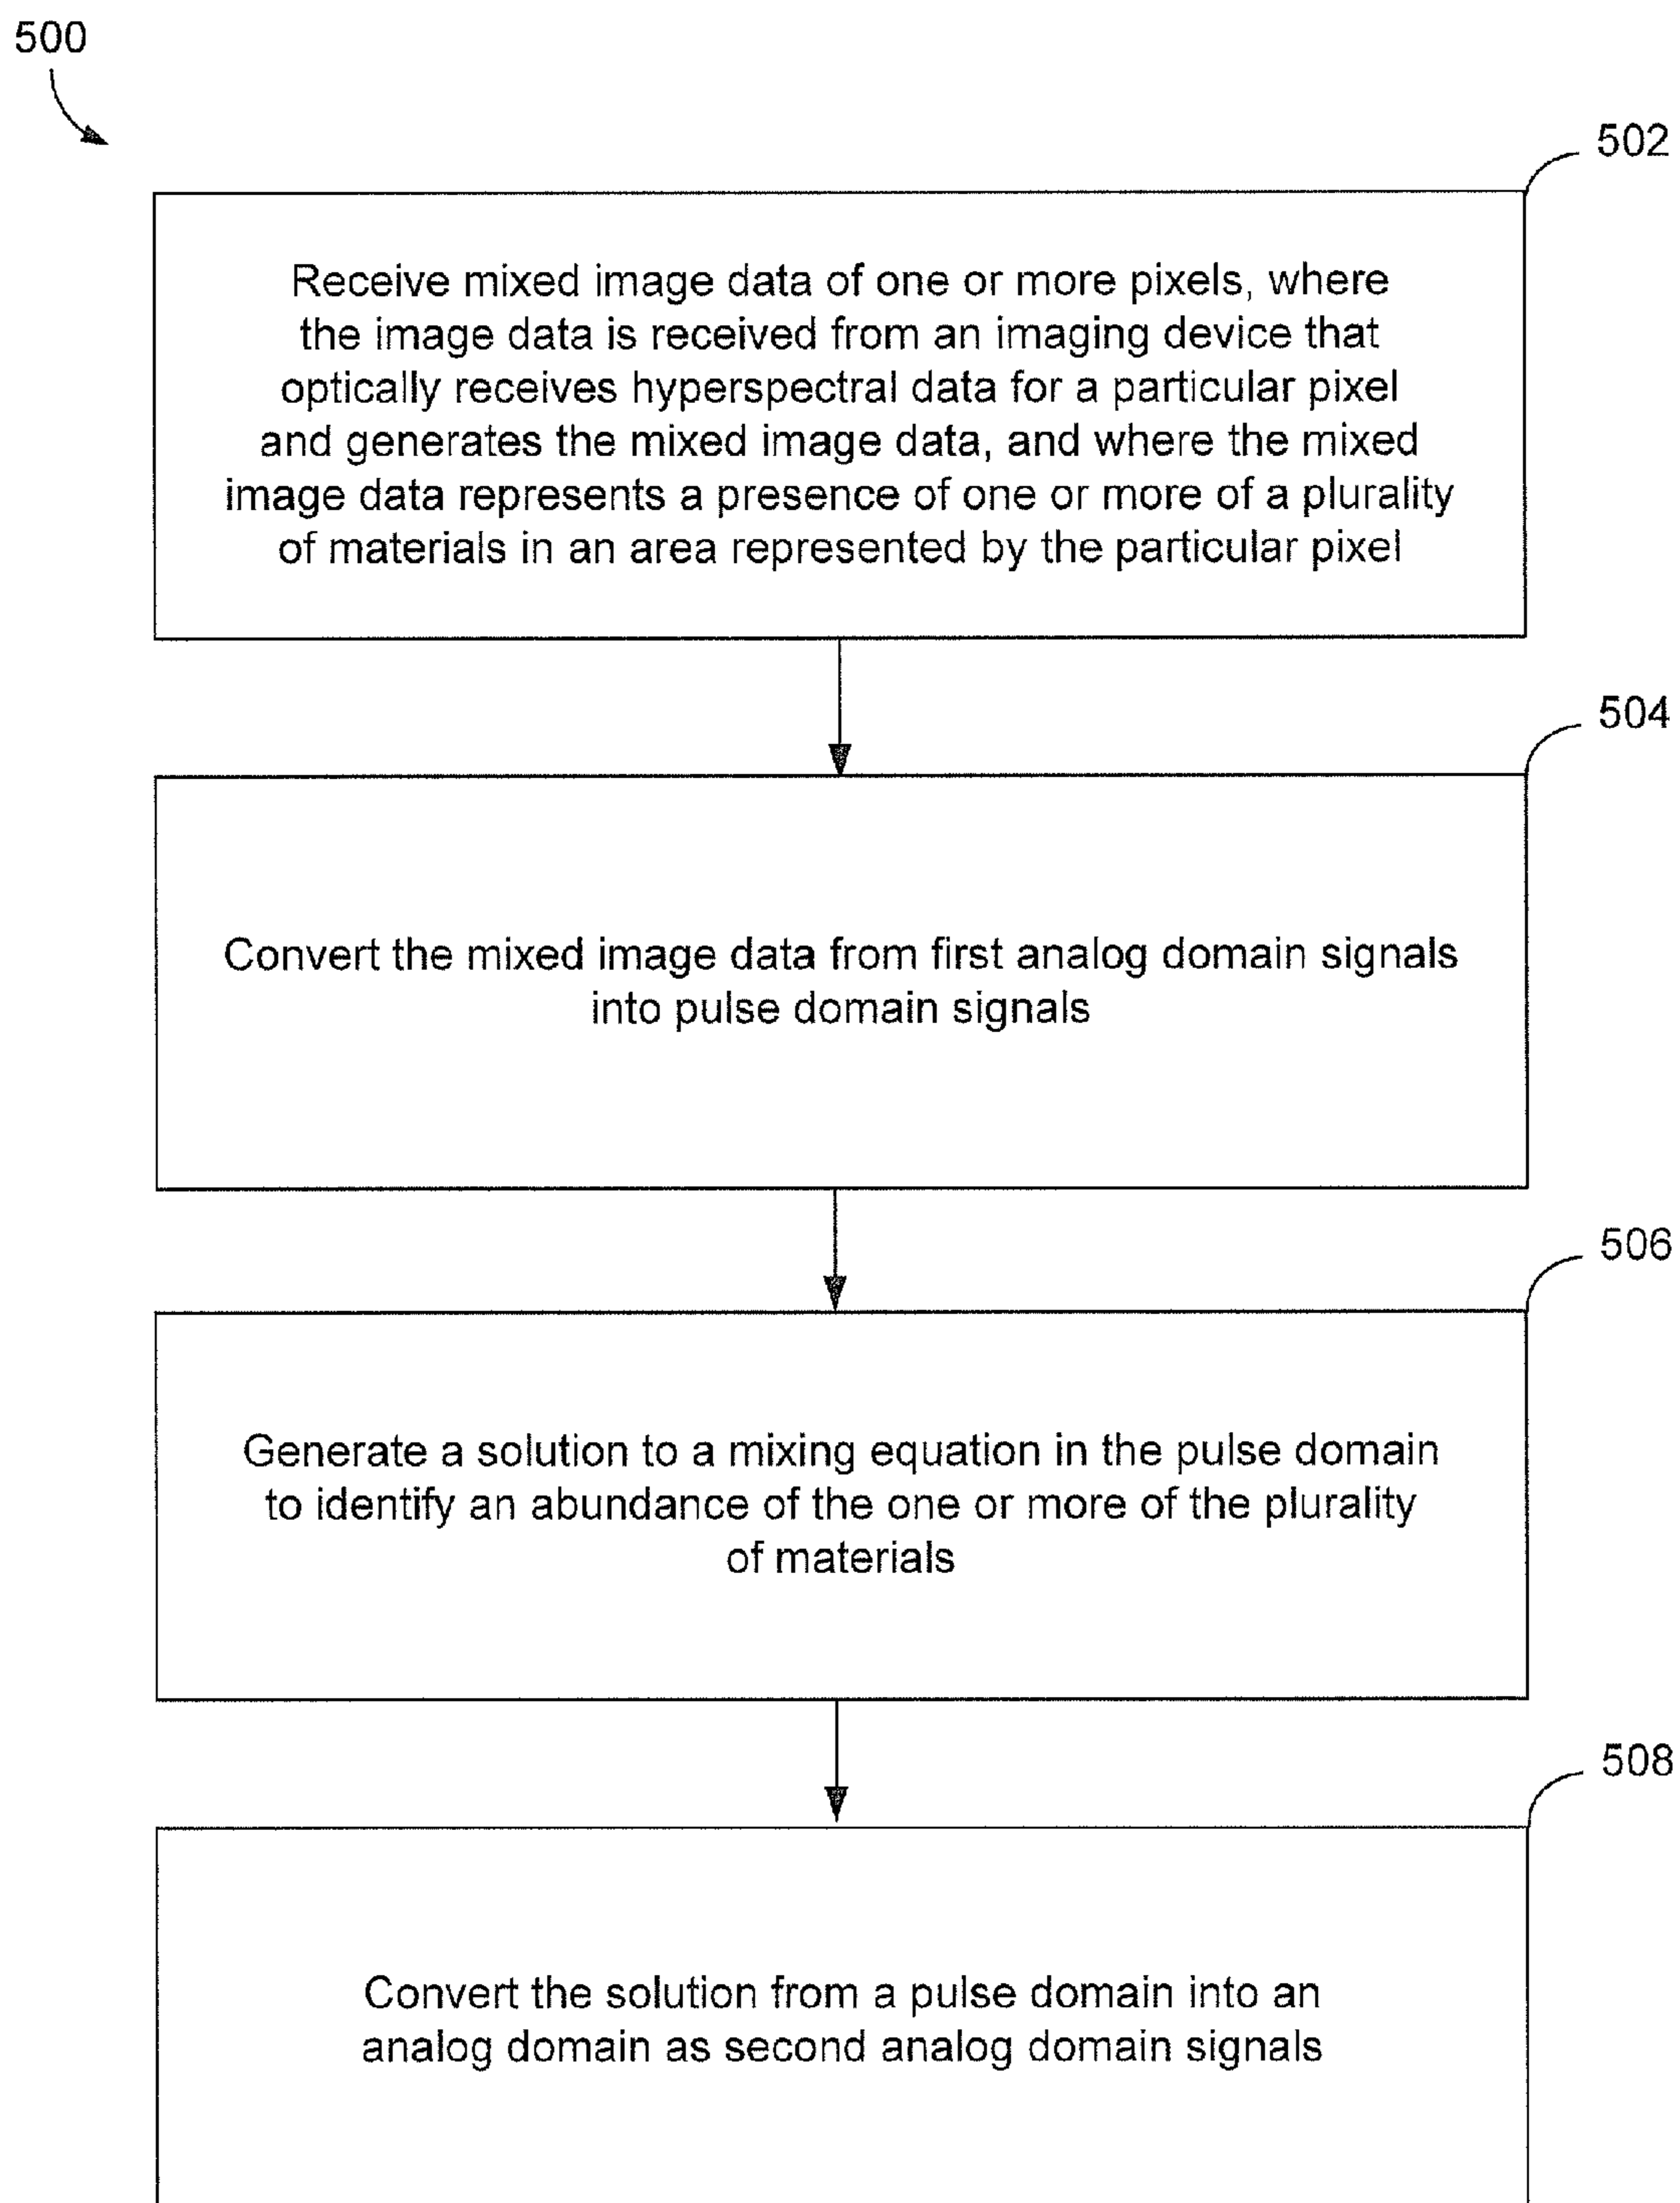 500
502
Receive mixed image data of one or more pixels, where
the image data is received from an imaging device that
optically receives hyperspectral data for a particular pixel
and generates the mixed image data, and where the mixed
image data represents a presence of one or more of a plurality
of materials in an area represented by the particular pixel
504
Convert the mixed image data from first analog domain signals
into pulse domain signals
506
Generate a solution to a mixing equation in the pulse domain
to identify an abundance of the one or more of the plurality
of materials
508
Convert the solution from a pulse domain into an
analog domain as second analog domain signals